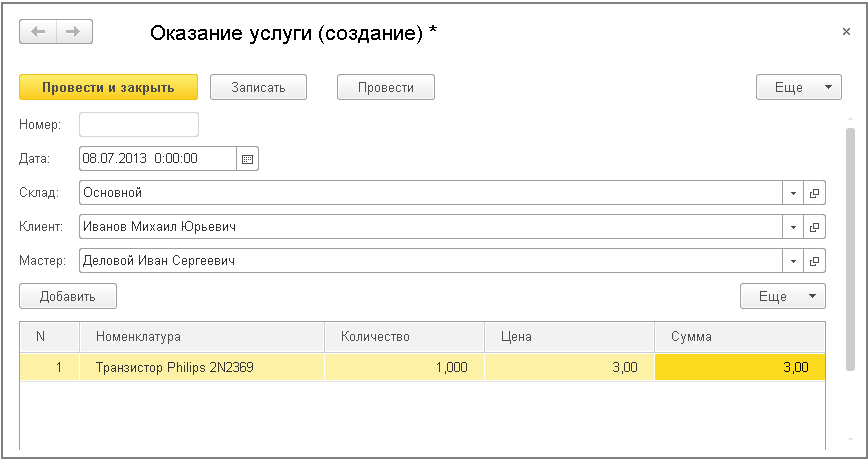 Оказание услуги (создание) *
Провести и закрыть Записать Провести Еще
Номер:
Дата: 08.07.2013 0:00:00
Склад: Основной
Клиент: Иванов Михаил Юрьевич
Мастер: Деловой Иван Сергеевич
Добавить Еще
N Номенклатура Количество Цена Сумма
1 Транзистор Philips 2N2369 1,000 3,00 3,00